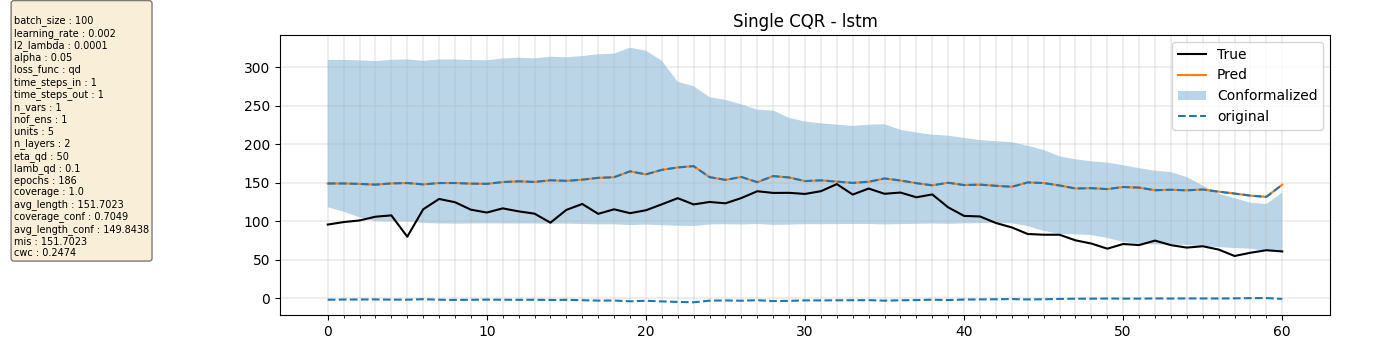 batch_size : 100
learning_rate : 0.002
l2_lambda : 0.0001
alpha : 0.05
loss_func : qd
time_steps_in : 1
time_steps_out : 1
n_vars : 1
nof_ens : 1
units : 5
n_layers : 2
eta_qd : 50
lamb_qd : 0.1
epochs : 186
coverage : 1.0
avg_length : 151.7023
coverage_conf : 0.7049
avg_length_conf : 149.8438
mis : 151.7023
cwc : 0.2474
Single CQR - lstm
300
250
200
150
100
50
0
True
Pred
Conformalized
original
0 10 20 30 40 50 60